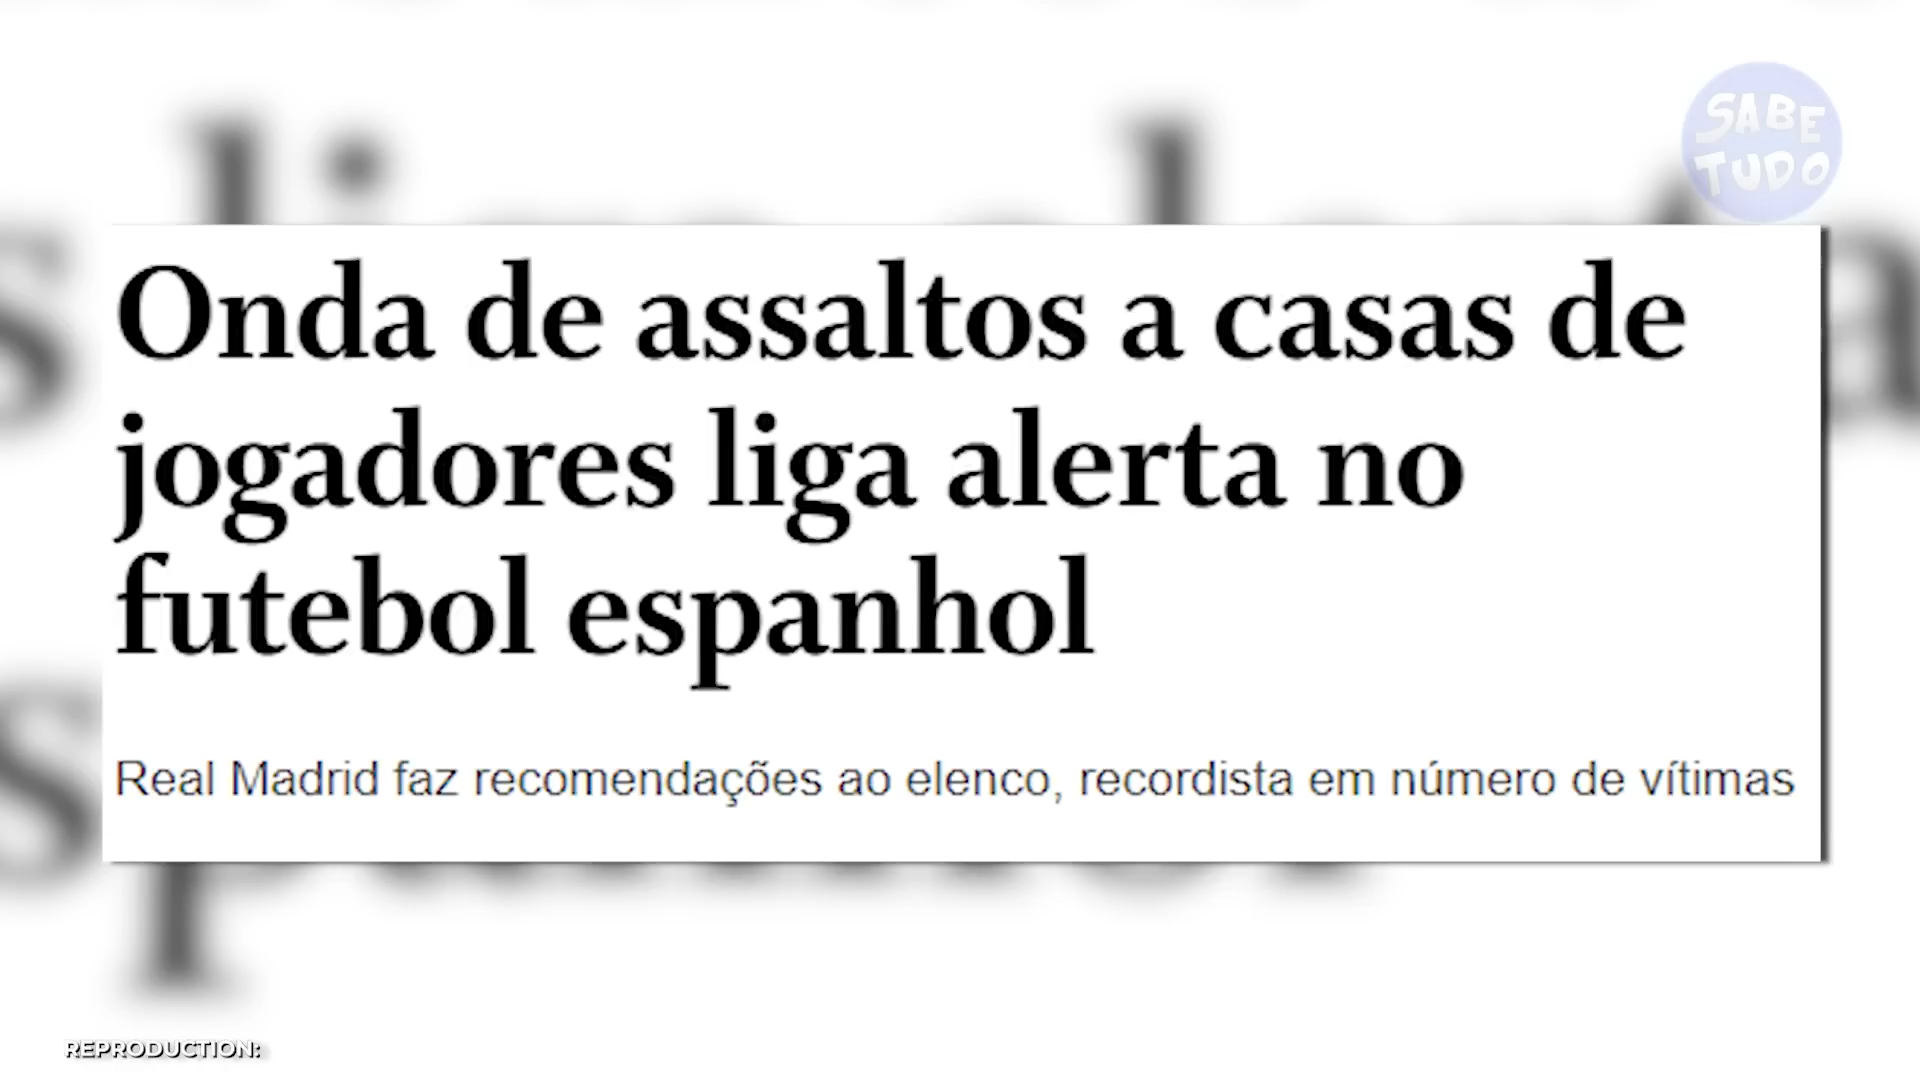 SABE
TUDO
Onda de assaltos a casas de
jogadores liga alerta no
futebol espanhol
Real Madrid faz recomendações ao elenco, recordista em número de vítimas
REPRODUCTION: